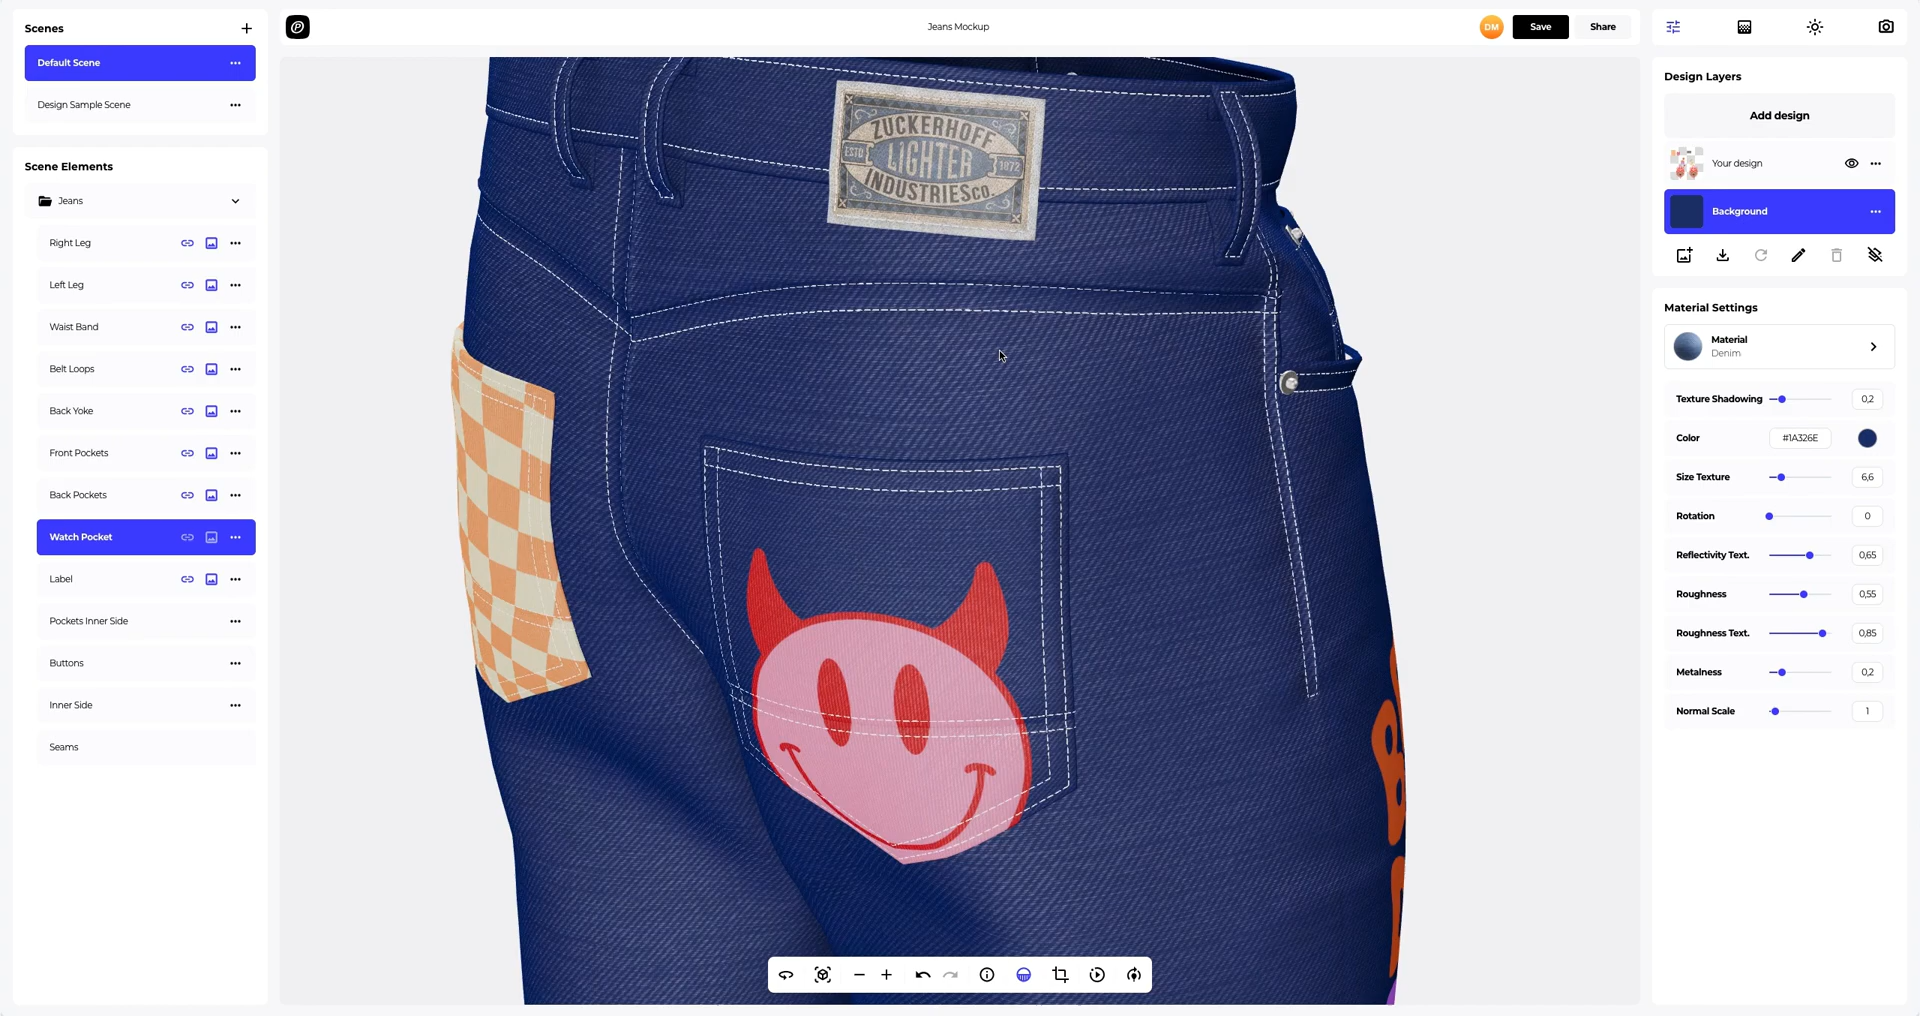 Scenes
Default Scene
Design Sample Scene
Scene Elements
Jeans
Right Leg
Left Leg
Waist Band
Belt Loops
Back Yoke
Front Pockets
Back Pockets
Watch Pocket
Label
Pockets Inner Side
Buttons
Inner Side
Seams
Jeans Mockup
DM
Save
Share
ZUCKERHOFF
ESTD LIGHTER 1872
INDUSTRIES CO.
Design Layers
Add design
Your design
Background
Material Settings
Material
Denim
Texture Shadowing 0,2
Color #1A326E
Size Texture 6,6
Rotation 0
Reflectivity Text. 0,65
Roughness 0,55
Roughness Text. 0,85
Metalness 0,2
Normal Scale 1